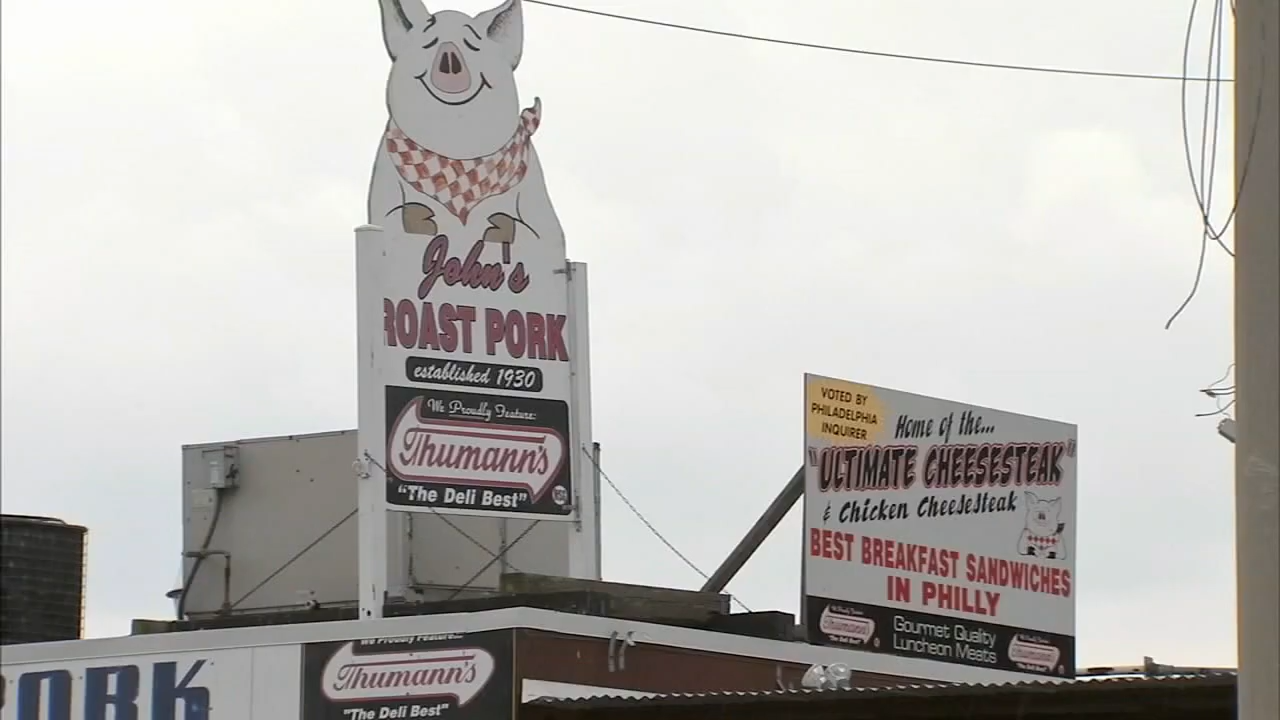 John's
ROAST PORK
established 1930
We Proudly Feature:
Thumann's
"The Deli Best"
VOTED BY
PHILADELPHIA
INQUIRER
Home of the...
"ULTIMATE CHEESESTEAK"
& Chicken Cheesesteak
BEST BREAKFAST SANDWICHES
IN PHILLY
Thumann's
Gourmet Quality
Luncheon Meats
Thumann's
ORK
We Proudly Feature...
Thumann's
"The Deli Best"